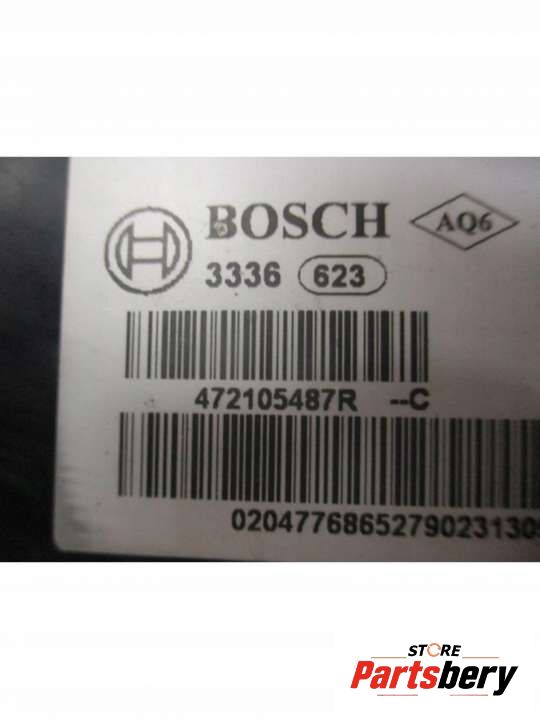 BOSCH AQ6
3336 623
472105487R --C
0204776865279023130
STORE
Partsbery